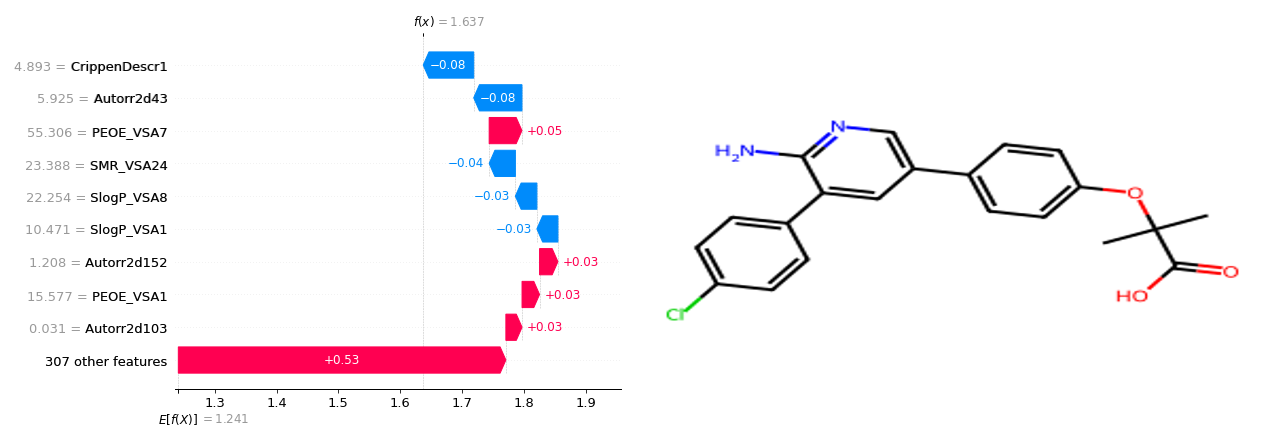 f(x) = 1.637
4.893 = CrippenDescr1
−0.08
5.925 = Autorr2d43
−0.08
55.306 = PEOE_VSA7
+0.05
23.388 = SMR_VSA24
−0.04
22.254 = SlogP_VSA8
−0.03
10.471 = SlogP_VSA1
−0.03
1.208 = Autorr2d152
+0.03
15.577 = PEOE_VSA1
+0.03
0.031 = Autorr2d103
+0.03
307 other features
+0.53
1.3 1.4 1.5 1.6 1.7 1.8 1.9
E[f(X)] = 1.241
N
H₂N
O
O
HO
Cl